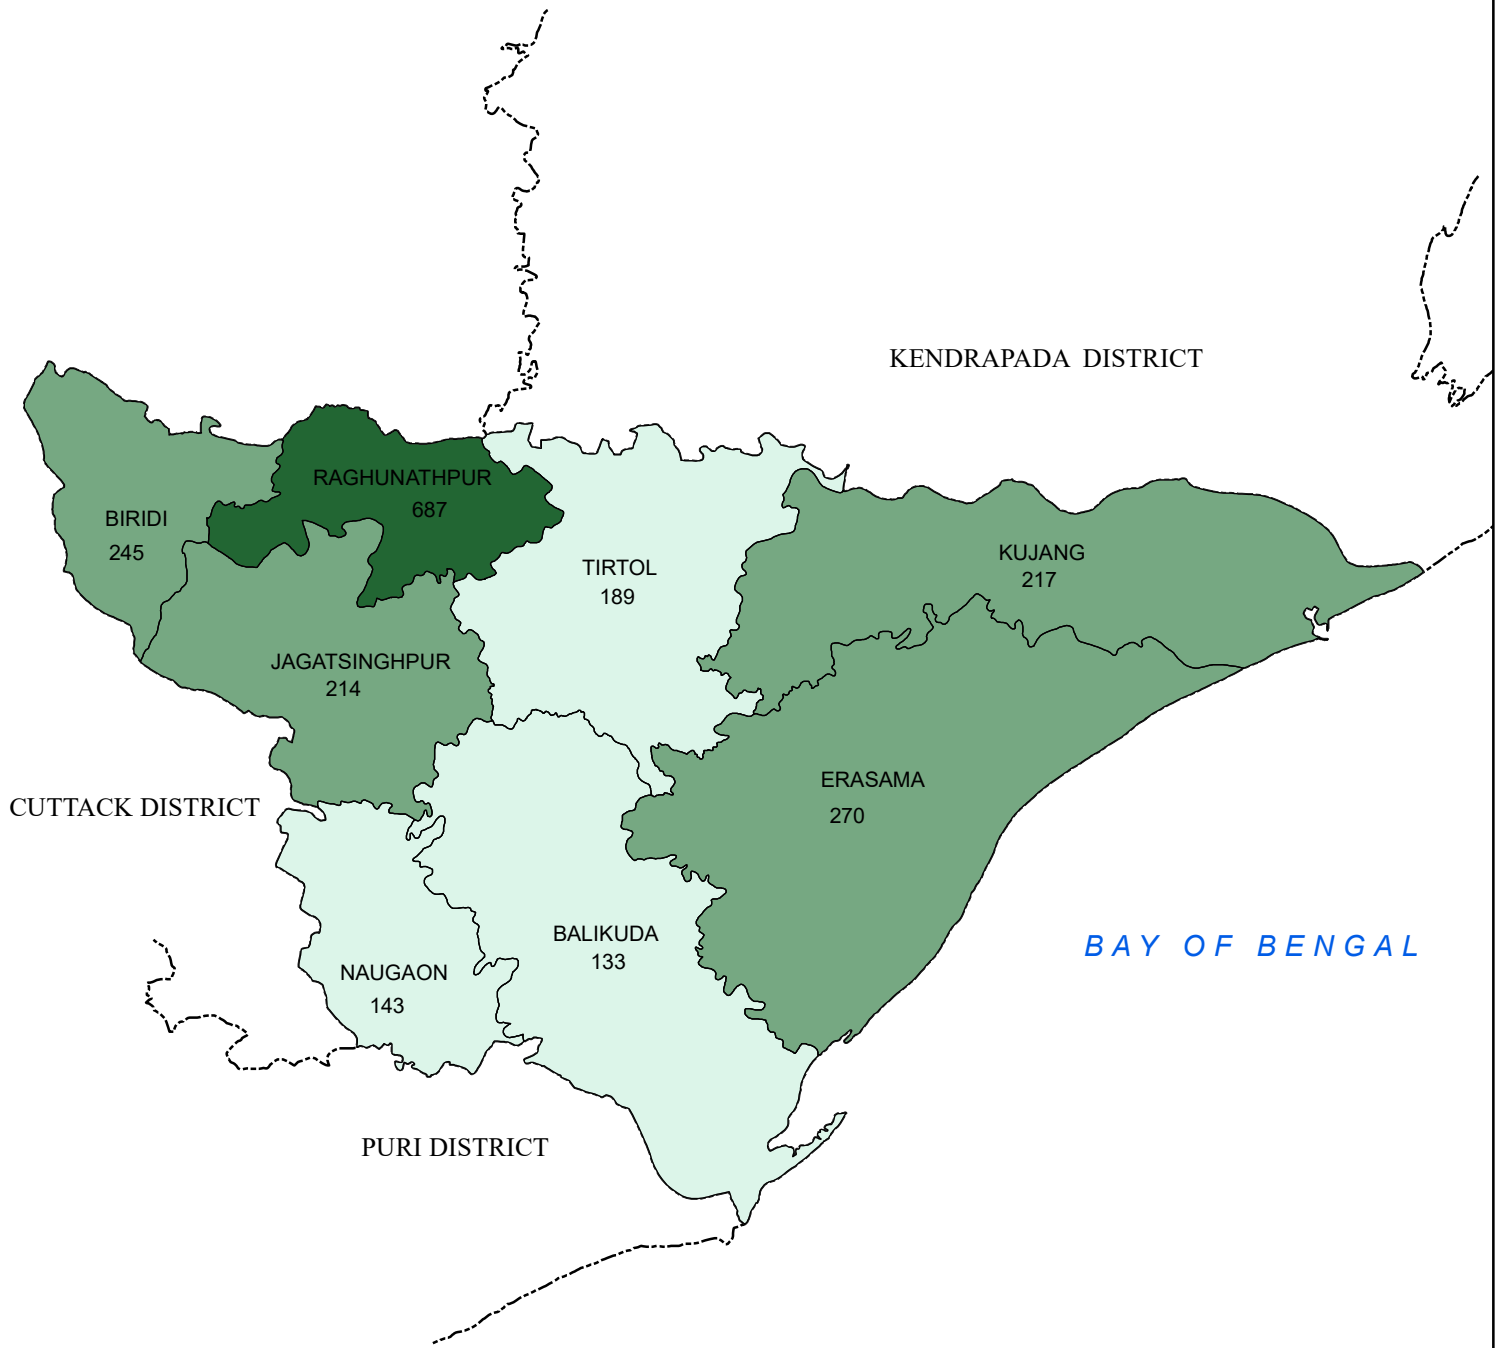 KENDRAPADA DISTRICT
RAGHUNATHPUR
687
BIRIDI
245
TIRTOL
189
KUJANG
217
JAGATSINGHPUR
214
ERASAMA
270
CUTTACK DISTRICT
BALIKUDA
133
BAY OF BENGAL
NAUGAON
143
PURI DISTRICT